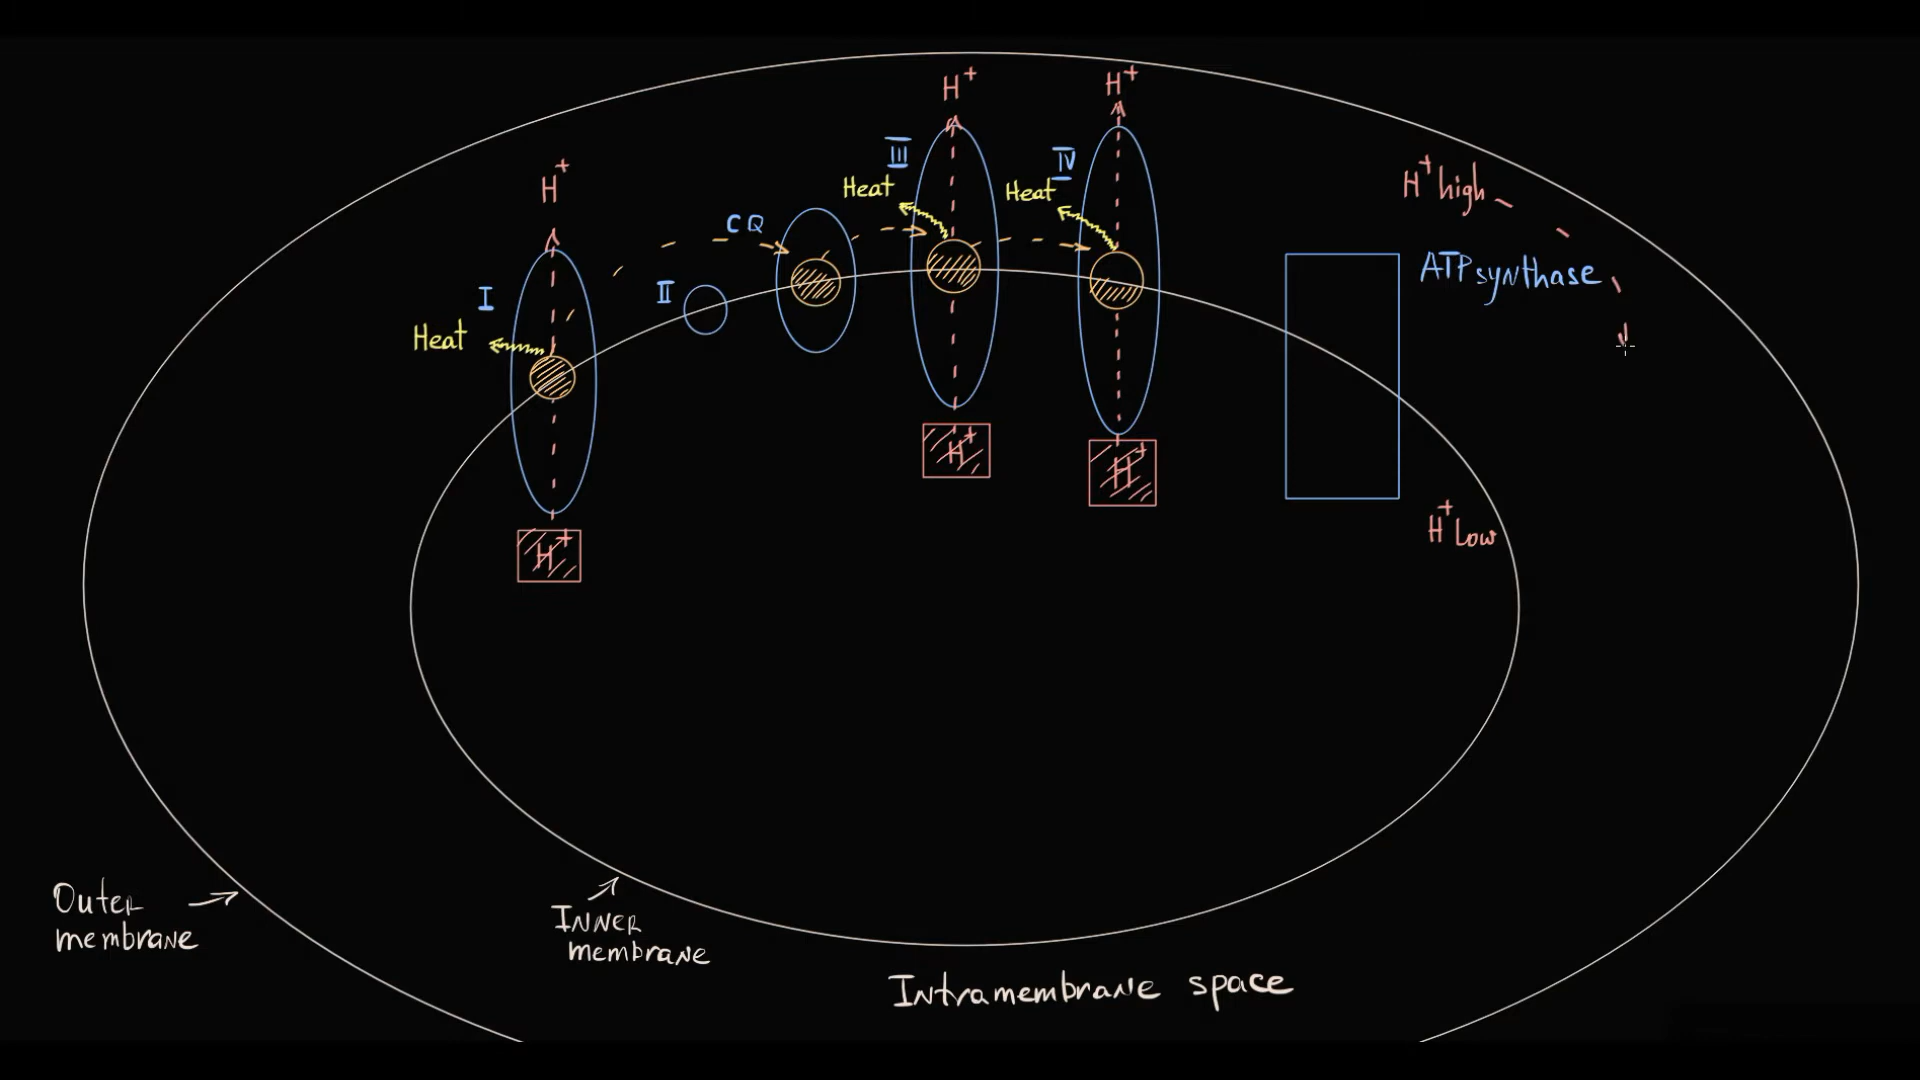 H⁺
H⁺
H⁺
III
IV
H⁺ high
Heat
Heat
CQ
I
II
ATP synthase
Heat
H⁺
H⁺
H⁺
H⁺ Low
Outer
membrane
Inner
membrane
Intramembrane space